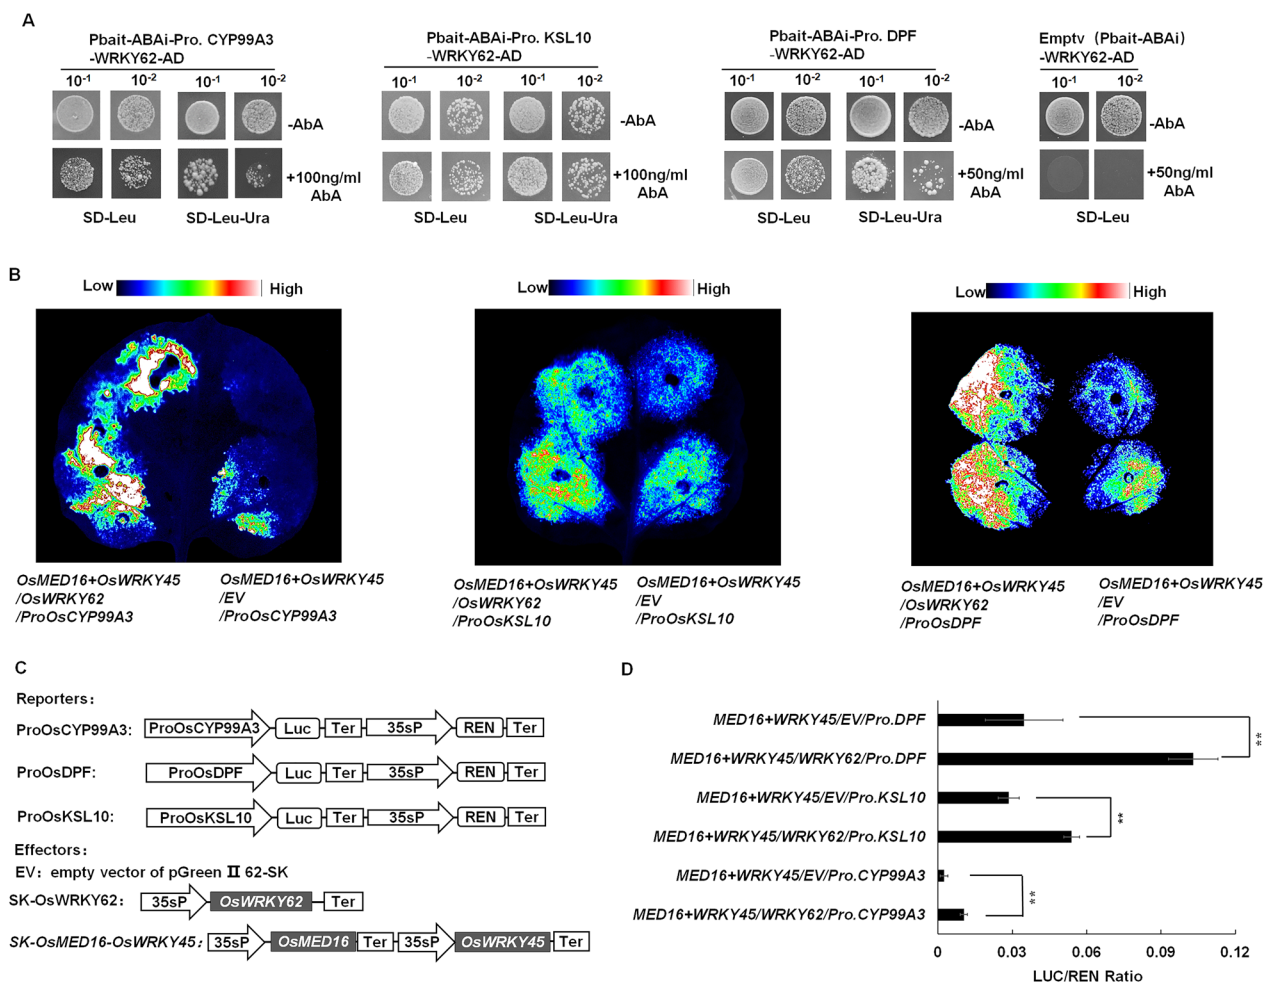 A
Pbait-ABAi-Pro. CYP99A3
-WRKY62-AD
10-1 10-2 10-1 10-2
-AbA
+100ng/ml
AbA
SD-Leu SD-Leu-Ura
Pbait-ABAi-Pro. KSL10
-WRKY62-AD
10-1 10-2 10-1 10-2
-AbA
+100ng/ml
AbA
SD-Leu SD-Leu-Ura
Pbait-ABAi-Pro. DPF
-WRKY62-AD
10-1 10-2 10-1 10-2
-AbA
+50ng/ml
AbA
SD-Leu SD-Leu-Ura
Emptv (Pbait-ABAi)
-WRKY62-AD
10-1 10-2
-AbA
+50ng/ml
AbA
SD-Leu
B
Low High
OsMED16+OsWRKY45
/OsWRKY62
/ProOsCYP99A3
OsMED16+OsWRKY45
/EV
/ProOsCYP99A3
Low High
OsMED16+OsWRKY45
/OsWRKY62
/ProOsKSL10
OsMED16+OsWRKY45
/EV
/ProOsKSL10
Low High
OsMED16+OsWRKY45
/OsWRKY62
/ProOsDPF
OsMED16+OsWRKY45
/EV
/ProOsDPF
C
Reporters:
ProOsCYP99A3: ProOsCYP99A3 Luc Ter 35sP REN Ter
ProOsDPF: ProOsDPF Luc Ter 35sP REN Ter
ProOsKSL10: ProOsKSL10 Luc Ter 35sP REN Ter
Effectors:
EV: empty vector of pGreen II 62-SK
SK-OsWRKY62: 35sP OsWRKY62 Ter
SK-OsMED16-OsWRKY45: 35sP OsMED16 Ter 35sP OsWRKY45 Ter
D
MED16+WRKY45/EV/Pro.DPF
**
MED16+WRKY45/WRKY62/Pro.DPF
MED16+WRKY45/EV/Pro.KSL10
**
MED16+WRKY45/WRKY62/Pro.KSL10
MED16+WRKY45/EV/Pro.CYP99A3
**
MED16+WRKY45/WRKY62/Pro.CYP99A3
0 0.03 0.06 0.09 0.12
LUC/REN Ratio